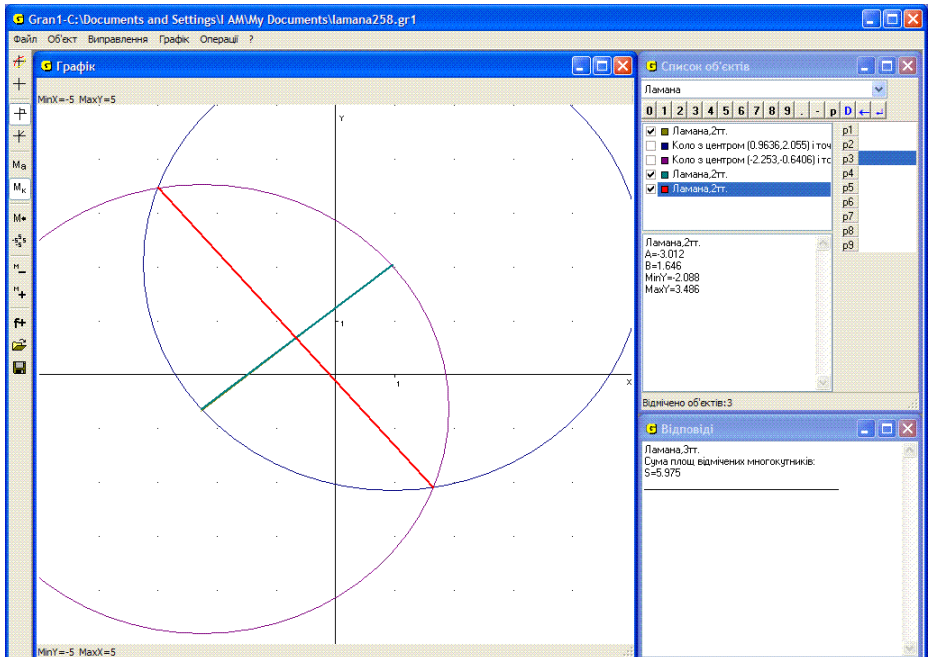 Gran1-C:\Documents and Settings\I AM\My Documents\lamana258.gr1
Файл Об'єкт Виправлення Графік Операції ?
Графік
MinX=-5 MaxY=5
Y
1
1
X
MinY=-5 MaxX=5
Ma
Мк
M*
M
M
f+
Список об'єктів
Ламана
0 1 2 3 4 5 6 7 8 9 . - p D ← ↵
Ламана,2тт.
Коло з центром (0.9636,2.055) і точ
Коло з центром (-2.253,-0.6406) і то
Ламана,2тт.
Ламана,2тт.
p1
p2
p3
p4
p5
p6
p7
p8
p9
Ламана,2тт.
A=-3.012
B=1.646
MinY=-2.088
MaxY=3.486
Відмічено об'єктів:3
Відповіді
Ламана,3тт.
Сума площ відмічених многокутників:
S=5.975